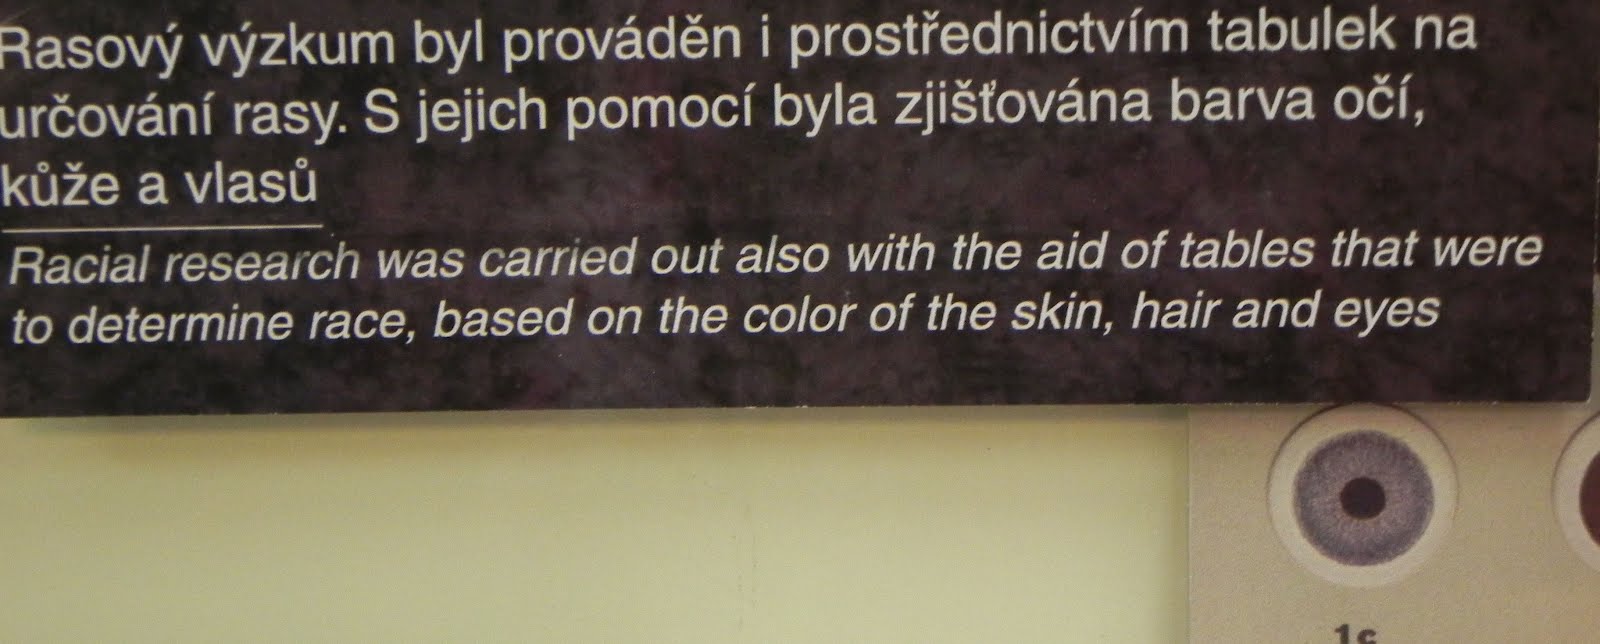 Rasový výzkum byl prováděn i prostřednictvím tabulek na
určování rasy. S jejich pomocí byla zjišťována barva očí,
kůže a vlasů
Racial research was carried out also with the aid of tables that were
to determine race, based on the color of the skin, hair and eyes
1c